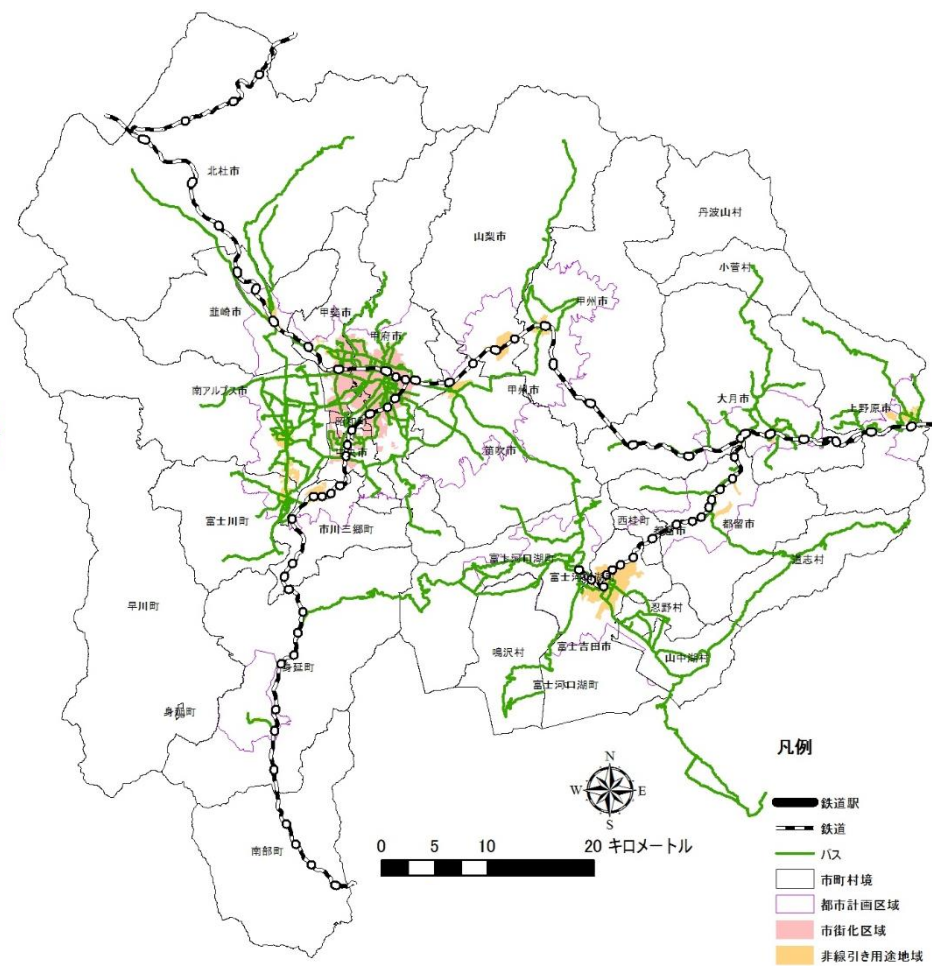 北杜市
丹波山村
山梨市
小菅村
韮崎市
甲斐市
甲州市
甲府市
南アルプス市
甲州市
大月市
上野原市
笛吹市
富士川町
市川三郷町
西桂町
都留市
富士河口湖町
道志村
早川町
忍野村
鳴沢村
富士吉田市
山中湖村
身延町
富士河口湖町
身延町
南部町
N
W
E
S
0 5 10 20 キロメートル
凡例
鉄道駅
鉄道
バス
市町村境
都市計画区域
市街化区域
非線引き用途地域